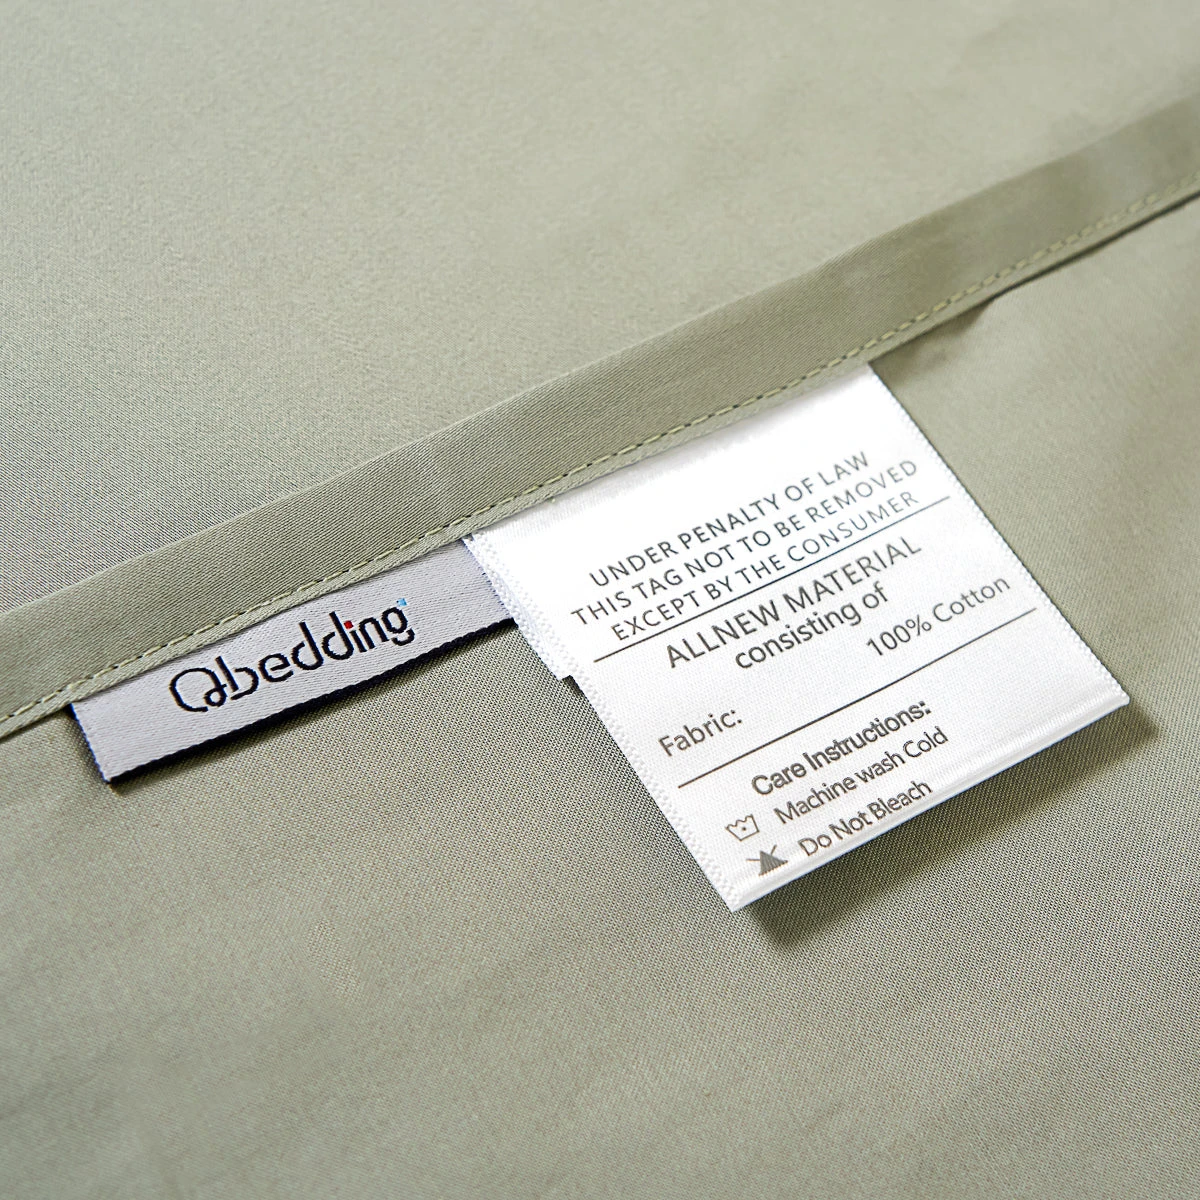 Qbedding
UNDER PENALTY OF LAW
THIS TAG NOT TO BE REMOVED
EXCEPT BY THE CONSUMER
ALLNEW MATERIAL
consisting of
100% Cotton
Fabric:
Care Instructions:
Machine wash Cold
Do Not Bleach